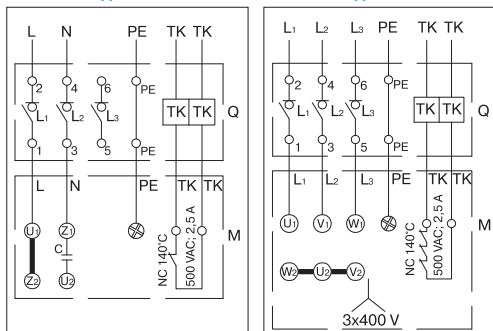 L N PE TK TK
2 4 6 PE
L1 L2 L3 TK TK Q
1 3 5 PE
L N PE TK TK
U1 Z1 M
C
Z2 U2
NC 140°C
500 VAC; 2,5 A
L1 L2 L3 PE TK TK
2 4 6 PE
L1 L2 L3 TK TK Q
1 3 5 PE
L1 L2 L3 PE TK TK
U1 V1 W1 M
W2 U2 V2
NC 140°C
500 VAC; 2,5 A
3x400 V